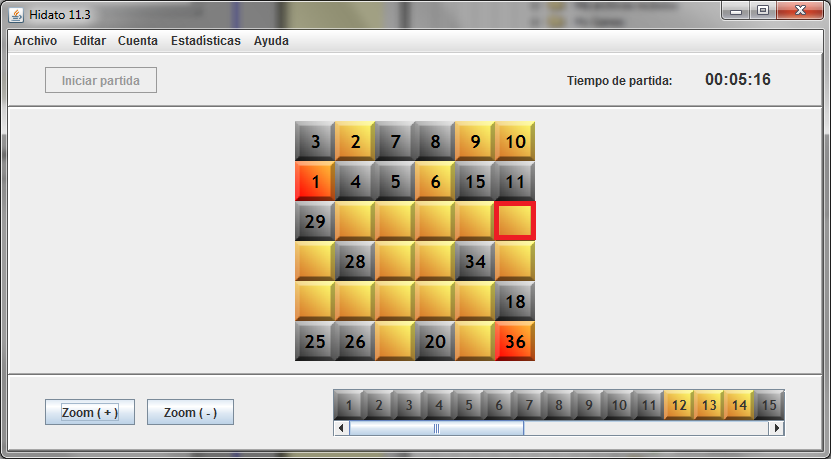 Hidato 11.3
Archivo Editar Cuenta Estadísticas Ayuda
Iniciar partida
Tiempo de partida: 00:05:16
3 2 7 8 9 10
1 4 5 6 15 11
29
28 34
18
25 26 20 36
Zoom ( + ) Zoom ( - )
1 2 3 4 5 6 7 8 9 10 11 12 13 14 15